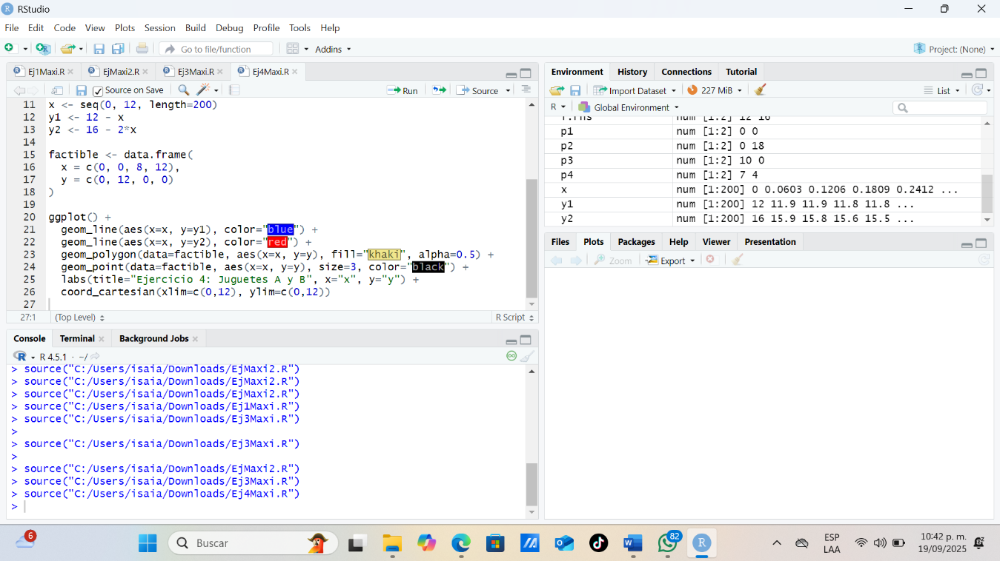 RStudio
File Edit Code View Plots Session Build Debug Profile Tools Help
Go to file/function Addins Project: (None)
Ej1Maxi.R EjMaxi2.R Ej3Maxi.R Ej4Maxi.R
Source on Save Run Source
11 x <- seq(0, 12, length=200)
12 y1 <- 12 - x
13 y2 <- 16 - 2*x
14
15 factible <- data.frame(
16 x = c(0, 0, 8, 12),
17 y = c(0, 12, 0, 0)
18 )
19
20 ggplot() +
21 geom_line(aes(x=x, y=y1), color="blue") +
22 geom_line(aes(x=x, y=y2), color="red") +
23 geom_polygon(data=factible, aes(x=x, y=y), fill="khaki", alpha=0.5) +
24 geom_point(data=factible, aes(x=x, y=y), size=3, color="black") +
25 labs(title="Ejercicio 4: Juguetes A y B", x="x", y="y") +
26 coord_cartesian(xlim=c(0,12), ylim=c(0,12))
27
27:1 (Top Level) R Script
Console Terminal Background Jobs
R 4.5.1 · ~/
> source("C:/Users/isaia/Downloads/EjMaxi2.R")
> source("C:/Users/isaia/Downloads/EjMaxi2.R")
> source("C:/Users/isaia/Downloads/EjMaxi2.R")
> source("C:/Users/isaia/Downloads/Ej1Maxi.R")
> source("C:/Users/isaia/Downloads/Ej3Maxi.R")
>
> source("C:/Users/isaia/Downloads/Ej3Maxi.R")
>
> source("C:/Users/isaia/Downloads/EjMaxi2.R")
> source("C:/Users/isaia/Downloads/Ej3Maxi.R")
> source("C:/Users/isaia/Downloads/Ej4Maxi.R")
>
Environment History Connections Tutorial
Import Dataset 227 MiB List
R Global Environment
num [1:2] 12 16
p1 num [1:2] 0 0
p2 num [1:2] 0 18
p3 num [1:2] 10 0
p4 num [1:2] 7 4
x num [1:200] 0 0.0603 0.1206 0.1809 0.2412 ...
y1 num [1:200] 12 11.9 11.9 11.8 11.8 ...
y2 num [1:200] 16 15.9 15.8 15.6 15.5 ...
Files Plots Packages Help Viewer Presentation
Zoom Export
6
Buscar
82
ESP
LAA
10:42 p. m.
19/09/2025